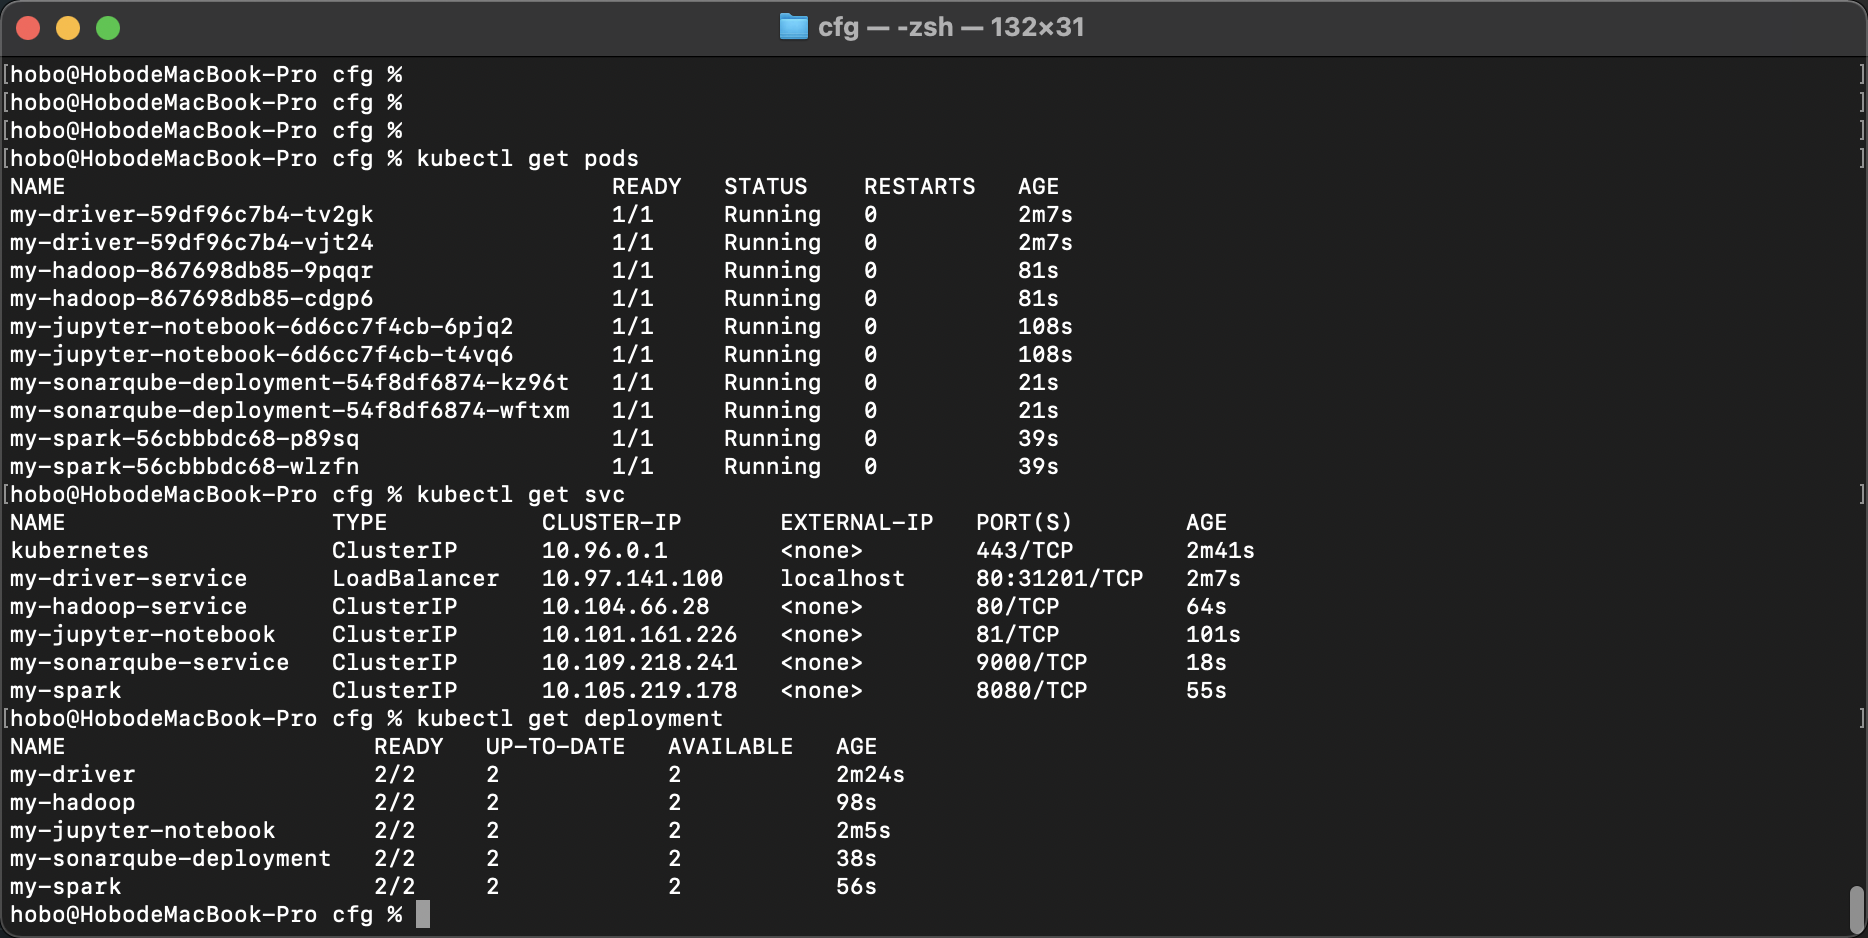 cfg — -zsh — 132×31
[hobo@HobodeMacBook-Pro cfg % ]
[hobo@HobodeMacBook-Pro cfg % ]
[hobo@HobodeMacBook-Pro cfg % ]
[hobo@HobodeMacBook-Pro cfg % kubectl get pods ]
NAME READY STATUS RESTARTS AGE
my-driver-59df96c7b4-tv2gk 1/1 Running 0 2m7s
my-driver-59df96c7b4-vjt24 1/1 Running 0 2m7s
my-hadoop-867698db85-9pqqr 1/1 Running 0 81s
my-hadoop-867698db85-cdgp6 1/1 Running 0 81s
my-jupyter-notebook-6d6cc7f4cb-6pjq2 1/1 Running 0 108s
my-jupyter-notebook-6d6cc7f4cb-t4vq6 1/1 Running 0 108s
my-sonarqube-deployment-54f8df6874-kz96t 1/1 Running 0 21s
my-sonarqube-deployment-54f8df6874-wftxm 1/1 Running 0 21s
my-spark-56cbbbdc68-p89sq 1/1 Running 0 39s
my-spark-56cbbbdc68-wlzfn 1/1 Running 0 39s
[hobo@HobodeMacBook-Pro cfg % kubectl get svc ]
NAME TYPE CLUSTER-IP EXTERNAL-IP PORT(S) AGE
kubernetes ClusterIP 10.96.0.1 <none> 443/TCP 2m41s
my-driver-service LoadBalancer 10.97.141.100 localhost 80:31201/TCP 2m7s
my-hadoop-service ClusterIP 10.104.66.28 <none> 80/TCP 64s
my-jupyter-notebook ClusterIP 10.101.161.226 <none> 81/TCP 101s
my-sonarqube-service ClusterIP 10.109.218.241 <none> 9000/TCP 18s
my-spark ClusterIP 10.105.219.178 <none> 8080/TCP 55s
[hobo@HobodeMacBook-Pro cfg % kubectl get deployment ]
NAME READY UP-TO-DATE AVAILABLE AGE
my-driver 2/2 2 2 2m24s
my-hadoop 2/2 2 2 98s
my-jupyter-notebook 2/2 2 2 2m5s
my-sonarqube-deployment 2/2 2 2 38s
my-spark 2/2 2 2 56s
hobo@HobodeMacBook-Pro cfg %